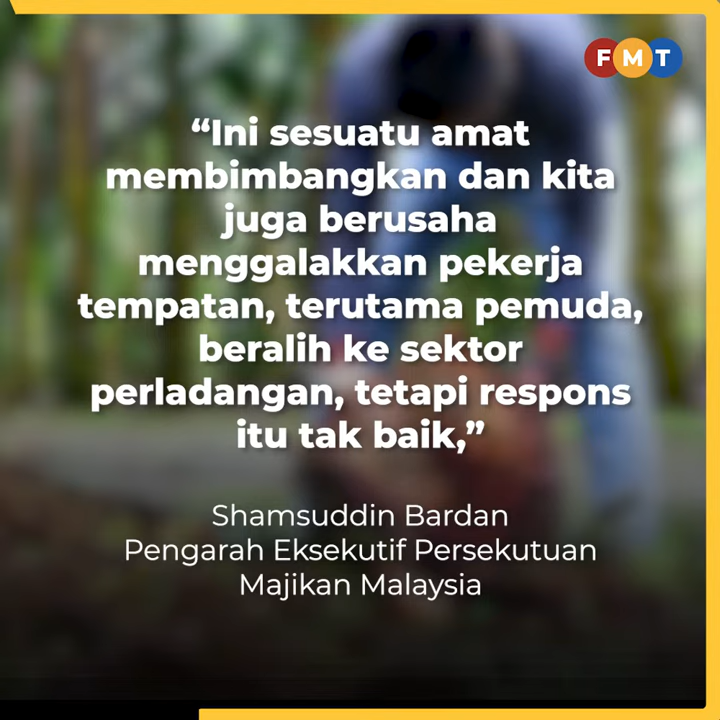 FMT
“Ini sesuatu amat
membimbangkan dan kita
juga berusaha
menggalakkan pekerja
tempatan, terutama pemuda,
beralih ke sektor
perladangan, tetapi respons
itu tak baik,”
Shamsuddin Bardan
Pengarah Eksekutif Persekutuan
Majikan Malaysia